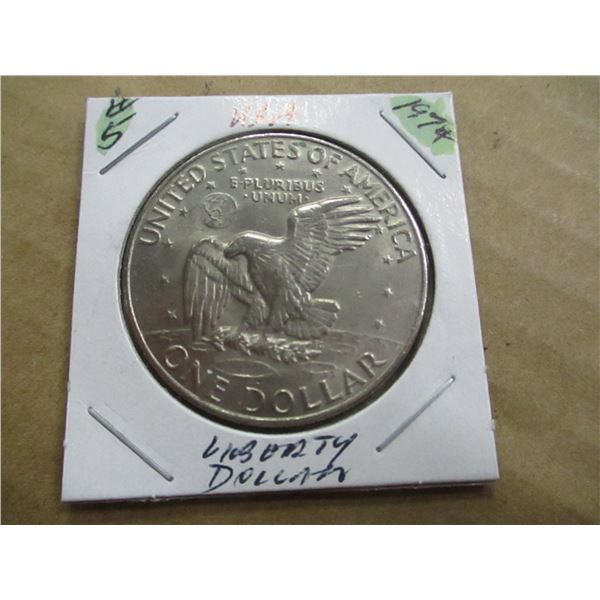 #
5
1974
UNITED STATES OF AMERICA
E·PLURIBUS
·UNUM·
ONE DOLLAR
LIBERTY
DOLLAR